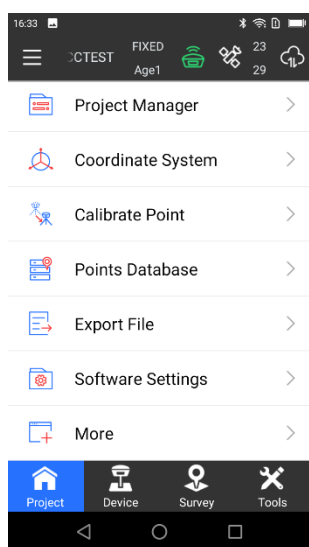 16:33
CCTEST
FIXED
Age1
23
29
Project Manager
Coordinate System
Calibrate Point
Points Database
Export File
Software Settings
More
Project
Device
Survey
Tools